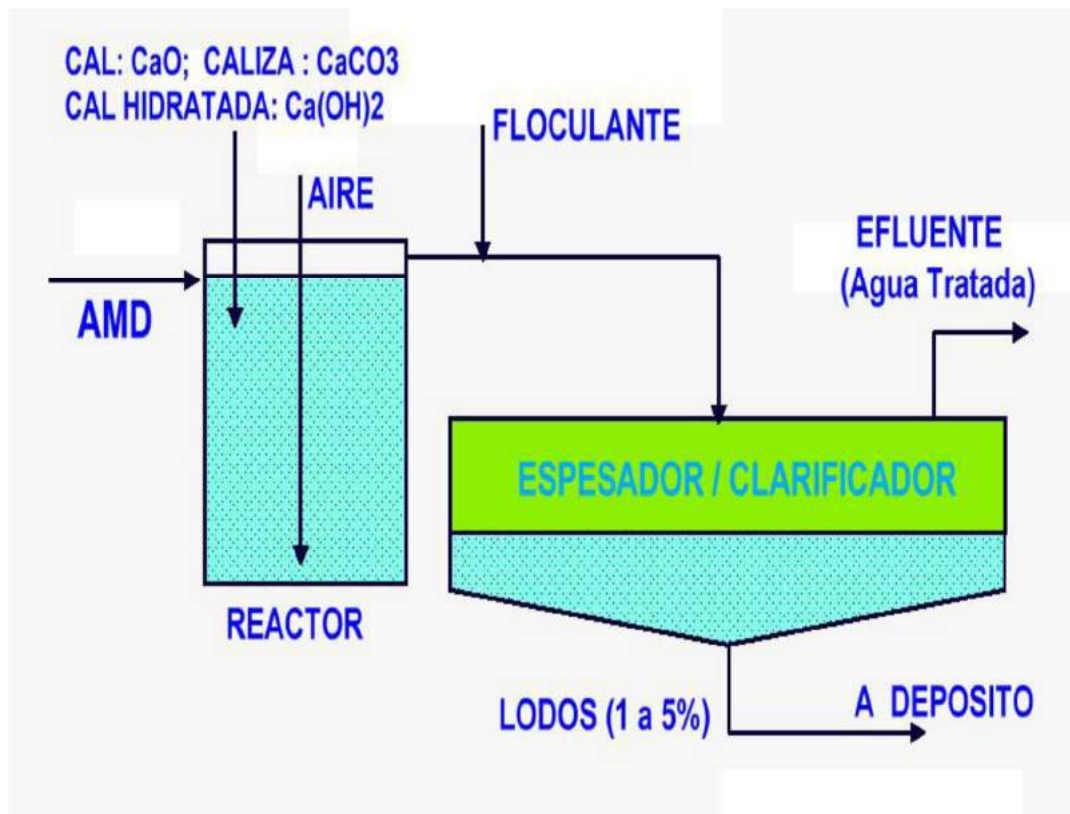 CAL: CaO; CALIZA : CaCO3
CAL HIDRATADA: Ca(OH)2
FLOCULANTE
AIRE
EFLUENTE
(Agua Tratada)
AMD
ESPESADOR / CLARIFICADOR
REACTOR
LODOS (1 a 5%)
A DEPOSITO